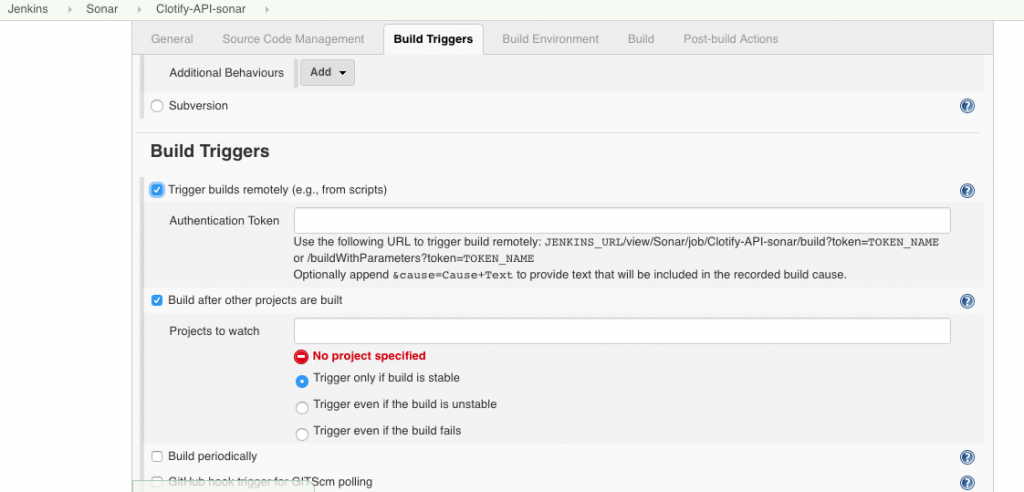 Jenkins Sonar Clotify-API-sonar
General Source Code Management Build Triggers Build Environment Build Post-build Actions
Additional Behaviours Add
Subversion
Build Triggers
Trigger builds remotely (e.g., from scripts)
Authentication Token
Use the following URL to trigger build remotely: JENKINS_URL/view/Sonar/job/Clotify-API-sonar/build?token=TOKEN_NAME
or /buildWithParameters?token=TOKEN_NAME
Optionally append &cause=Cause+Text to provide text that will be included in the recorded build cause.
Build after other projects are built
Projects to watch
No project specified
Trigger only if build is stable
Trigger even if the build is unstable
Trigger even if the build fails
Build periodically
GitHub hook trigger for GITScm polling